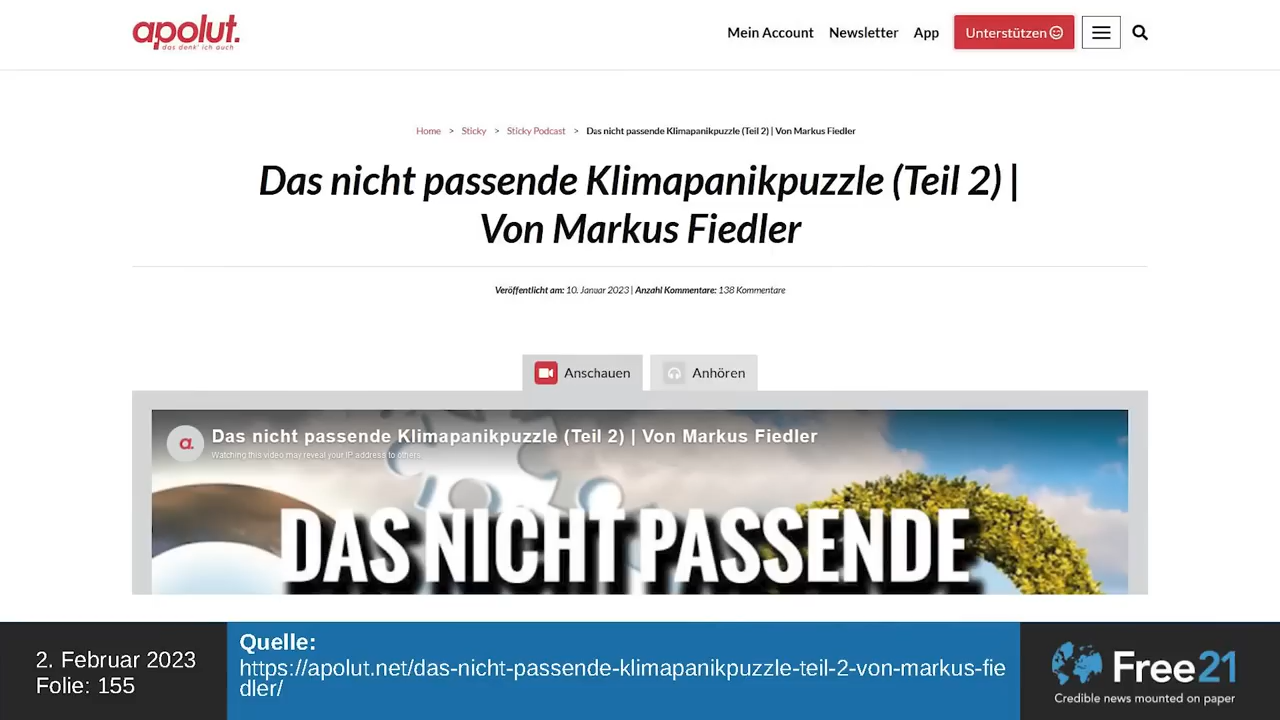 apolut.
das denk' ich auch
Mein Account Newsletter App Unterstützen
Home > Sticky > Sticky Podcast > Das nicht passende Klimapanikpuzzle (Teil 2) | Von Markus Fiedler
Das nicht passende Klimapanikpuzzle (Teil 2) |
Von Markus Fiedler
Veröffentlicht am: 10. Januar 2023 | Anzahl Kommentare: 138 Kommentare
Anschauen Anhören
a. Das nicht passende Klimapanikpuzzle (Teil 2) | Von Markus Fiedler
Watching this video may reveal your IP address to others.
DAS NICHT PASSENDE
2. Februar 2023
Folie: 155
Quelle:
https://apolut.net/das-nicht-passende-klimapanikpuzzle-teil-2-von-markus-fie
dler/
Free21
Credible news mounted on paper